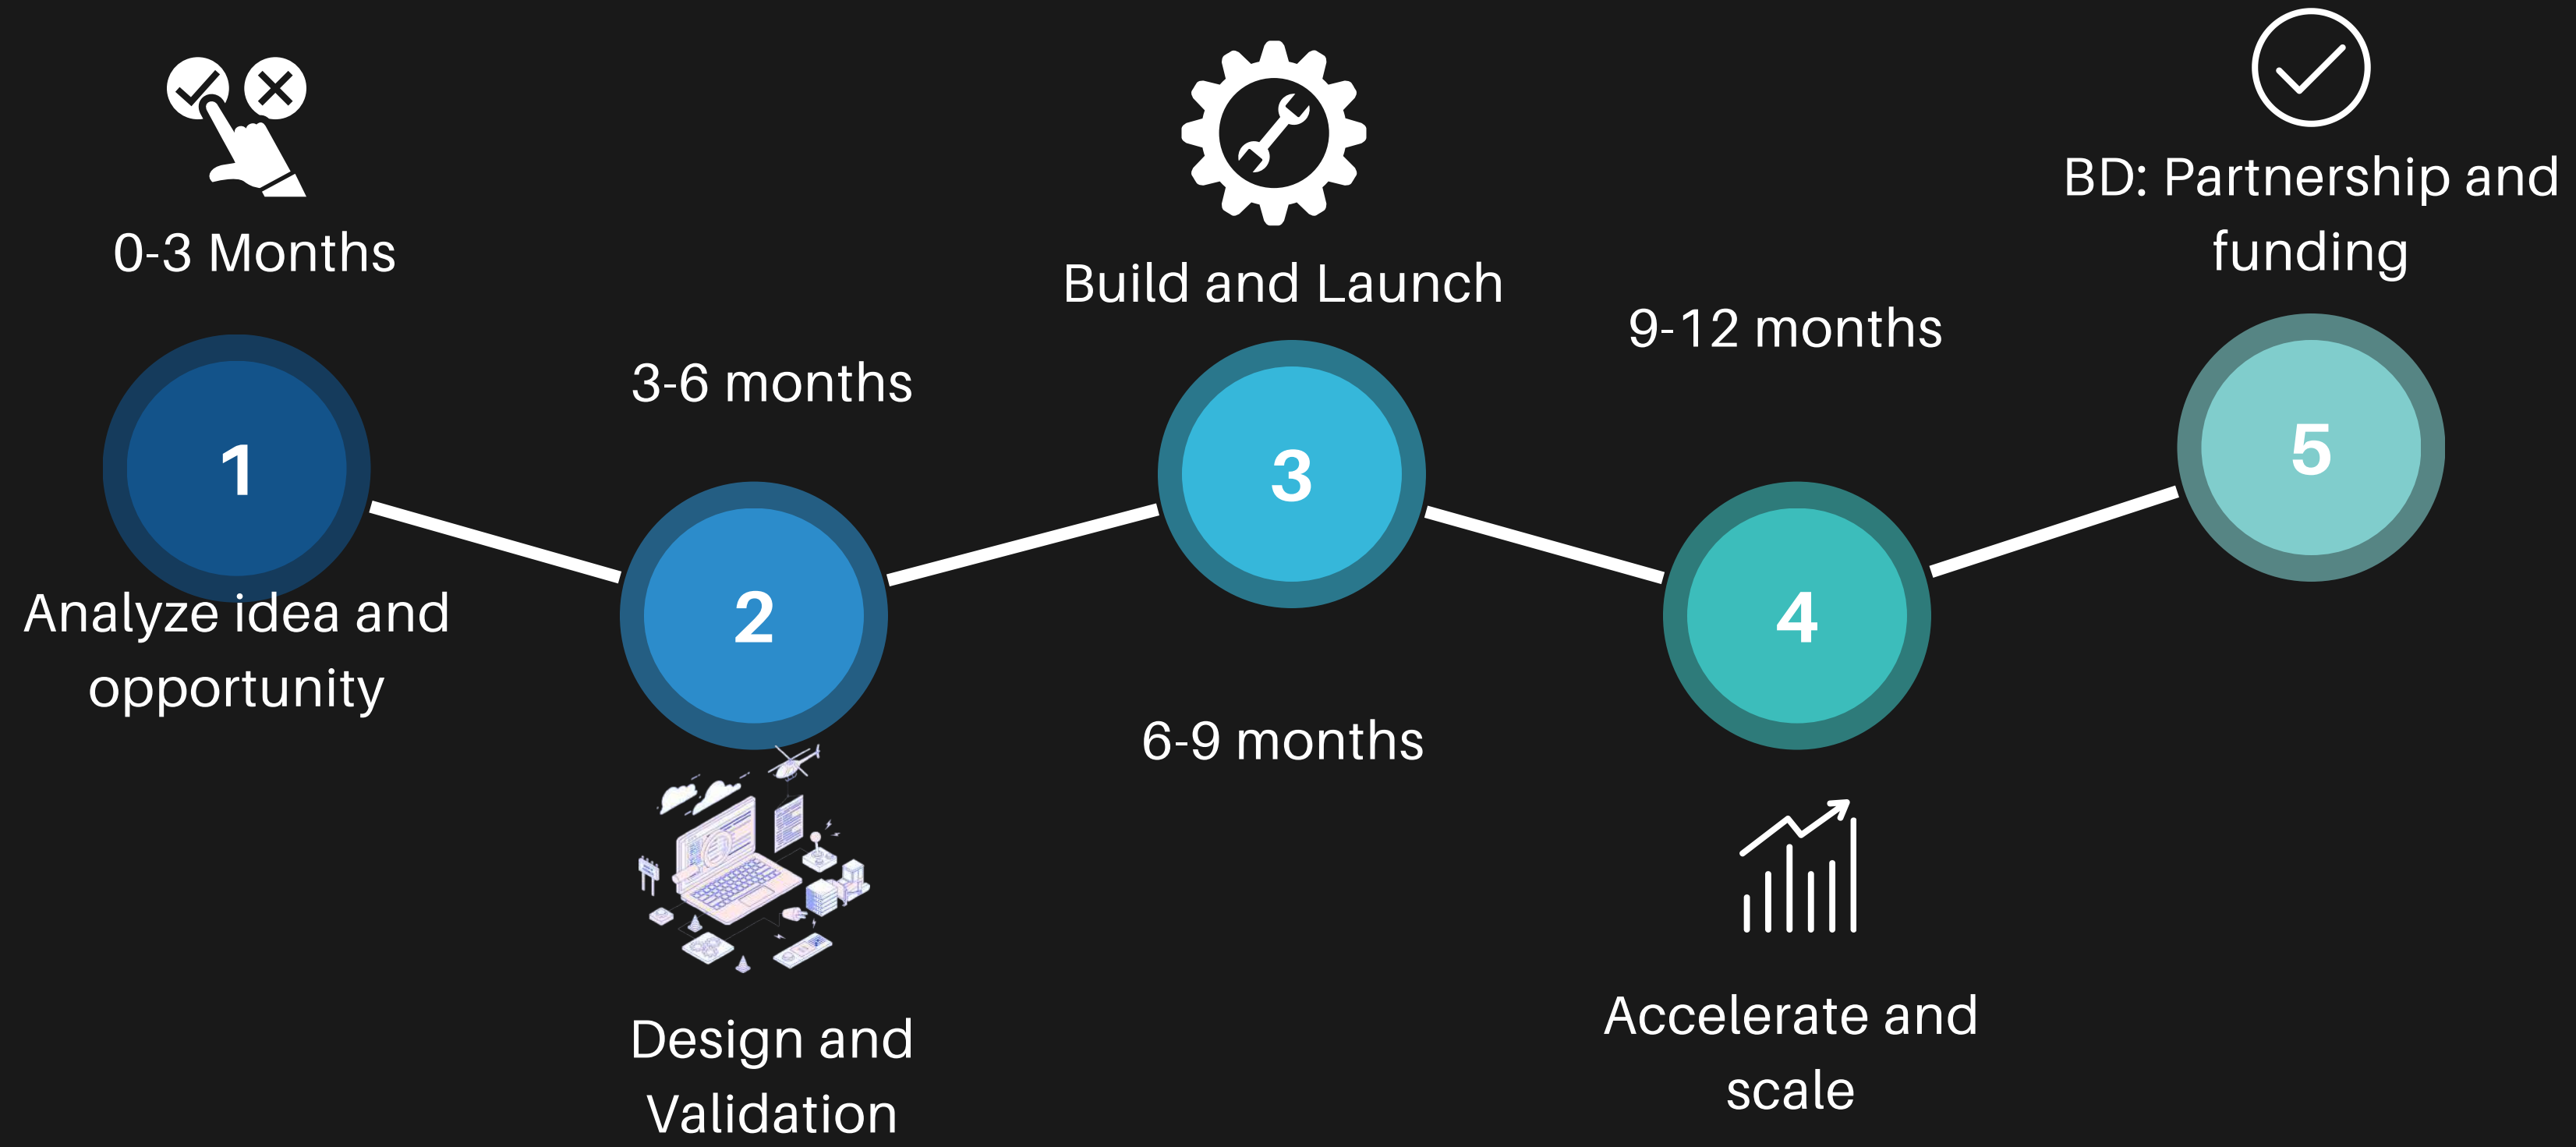 0-3 Months
1
Analyze idea and
opportunity
3-6 months
2
Design and
Validation
Build and Launch
3
6-9 months
9-12 months
4
Accelerate and
scale
BD: Partnership and
funding
5